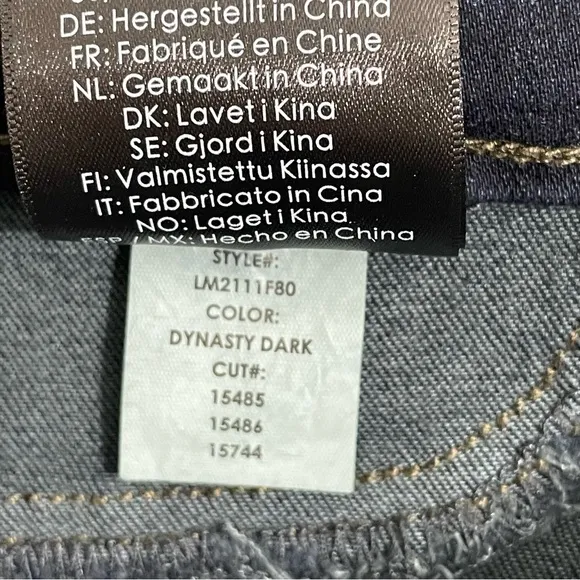 DE: Hergestellt in China
FR: Fabriqué en Chine
NL: Gemaakt in China
DK: Lavet i Kina
SE: Gjord i Kina
FI: Valmistettu Kiinassa
IT: Fabbricato in Cina
NO: Laget i Kina
ESP / MX: Hecho en China
STYLE#:
LM2111F80
COLOR:
DYNASTY DARK
CUT#:
15485
15486
15744